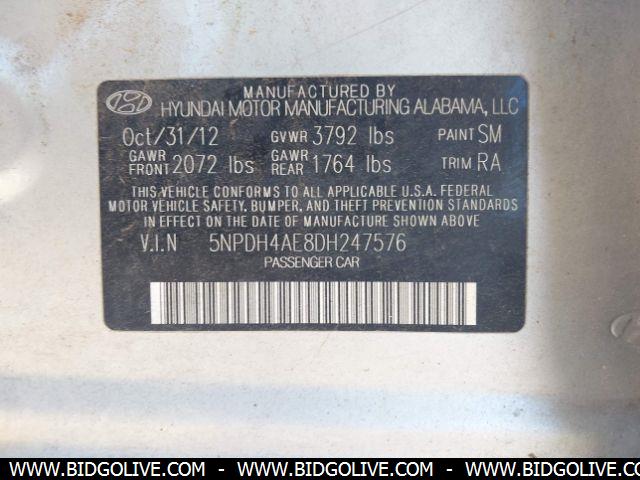 MANUFACTURED BY
HYUNDAI MOTOR MANUFACTURING ALABAMA, LLC
Oct/31/12 GVWR 3792 lbs PAINT SM
GAWR FRONT 2072 lbs GAWR REAR 1764 lbs TRIM RA
THIS VEHICLE CONFORMS TO ALL APPLICABLE U.S.A. FEDERAL
MOTOR VEHICLE SAFETY, BUMPER, AND THEFT PREVENTION STANDARDS
IN EFFECT ON THE DATE OF MANUFACTURE SHOWN ABOVE.
V.I.N 5NPDH4AE8DH247576
PASSENGER CAR
WWW.BIDGOLIVE.COM - WWW.BIDGOLIVE.COM - WWW.BIDGOLIVE.COM